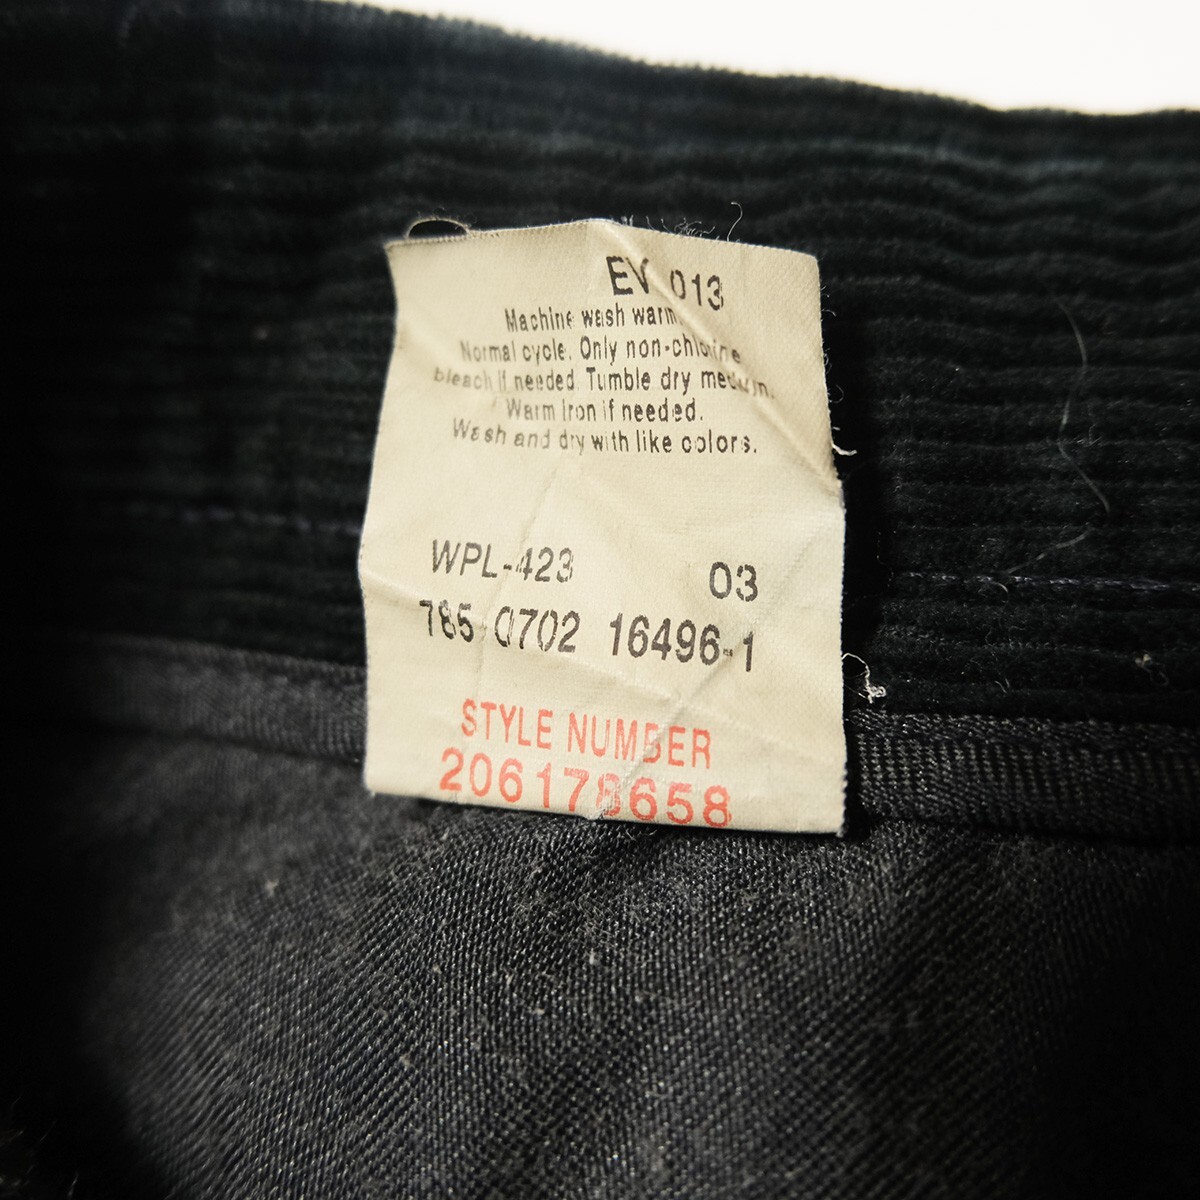 EV 013
Machine wash warm.
Normal cycle. Only non-chlorine
bleach if needed. Tumble dry medium.
Warm Iron if needed.
Wash and dry with like colors.
WPL-423 03
785 0702 16496-1
STYLE NUMBER
206178658